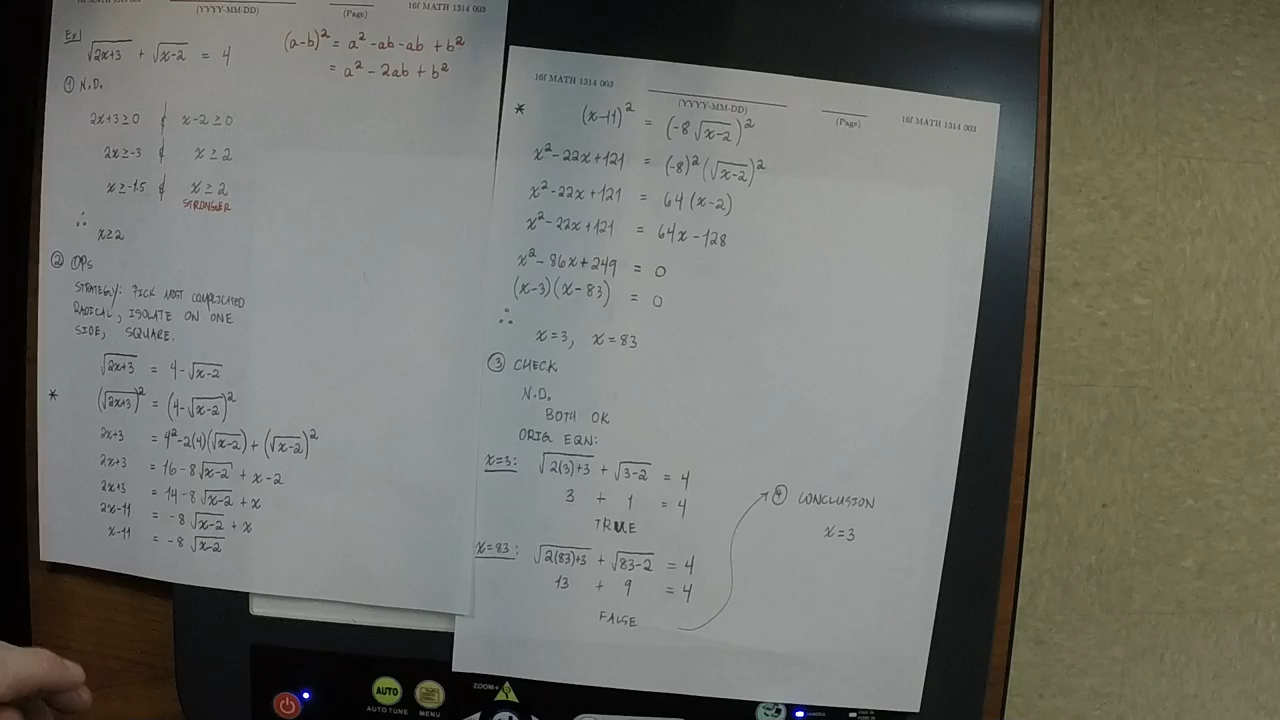 (YYYY-MM-DD)
(Page)
16f MATH 1314 003
Ex1
√2x+3 + √x-2 = 4
(a-b)² = a² - ab - ab + b²
= a² - 2ab + b²
① N.D.
2x+3 ≥ 0 & x-2 ≥ 0
2x ≥ -3 & x ≥ 2
x ≥ -1.5 & x ≥ 2
STRONGER
∴
x ≥ 2
② OPS
STRATEGY: PICK MOST COMPLICATED
RADICAL, ISOLATE ON ONE
SIDE, SQUARE.
√2x+3 = 4 - √x-2
* (√2x+3)² = (4 - √x-2)²
2x+3 = 4² - 2(4)(√x-2) + (√x-2)²
2x+3 = 16 - 8√x-2 + x - 2
2x+3 = 14 - 8√x-2 + x
2x-11 = -8√x-2 + x
x-11 = -8√x-2
16f MATH 1314 003
(YYYY-MM-DD)
(Page)
16f MATH 1314 003
* (x-11)² = (-8√x-2)²
x² - 22x + 121 = (-8)²(√x-2)²
x² - 22x + 121 = 64(x-2)
x² - 22x + 121 = 64x - 128
x² - 86x + 249 = 0
(x-3)(x-83) = 0
∴
x=3, x=83
③ CHECK
N.D.
BOTH OK
ORIG EQN:
x=3: √2(3)+3 + √3-2 = 4
3 + 1 = 4
TRUE
x=83: √2(83)+3 + √83-2 = 4
13 + 9 = 4
FALSE
④ CONCLUSION
x=3
AUTO
AUTO TUNE
MENU
ZOOM+